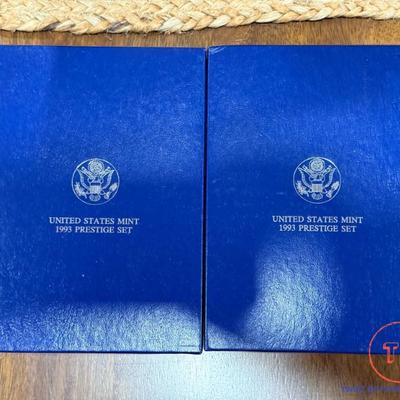 UNITED STATES MINT
1993 PRESTIGE SET
UNITED STATES MINT
1993 PRESTIGE SET
T